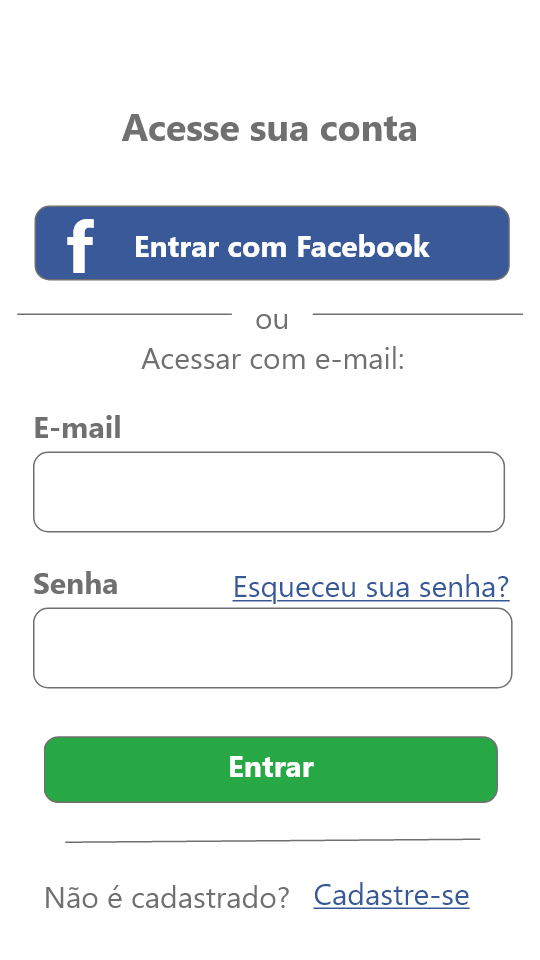 Acesse sua conta
f Entrar com Facebook
ou
Acessar com e-mail:
E-mail
Senha Esqueceu sua senha?
Entrar
Não é cadastrado? Cadastre-se